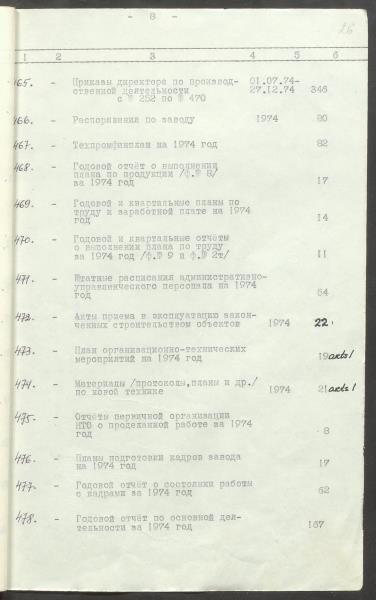 - 8 -
26
1 2 3 4 5 6
465. - Приказы директора по производ- 01.07.74-
ственной деятельности 27.12.74 346
с № 252 по № 470
466. - Распоряжения по заводу 1974 90
467. - Техпромфинплан на 1974 год 82
468. - Годовой отчёт о выполнении
плана по продукции /ф.№ 8/
за 1974 год 17
469. - Годовой и квартальные планы по
труду и заработной плате на 1974
год 14
470. - Годовой и квартальные отчёты
о выполнении плана по труду
за 1974 год /ф.№ 9 и ф.№ 2т/ 11
471. - Штатные расписания административно-
управленческого персонала на 1974
год 54
472. - Акты приема в эксплуатацию закон-
ченных строительством объектов 1974 22
473. - План организационно-технических
мероприятий на 1974 год 19
474. - Материалы /протоколы,планы и др./
по новой технике 1974 21
475. - Отчёты первичной организации
НТО о проделанной работе за 1974
год 8
476. - Планы подготовки кадров завода
на 1974 год 17
477. - Годовой отчёт о состоянии работы
с кадрами за 1974 год 62
478. - Годовой отчёт по основной дея-
тельности за 1974 год 167